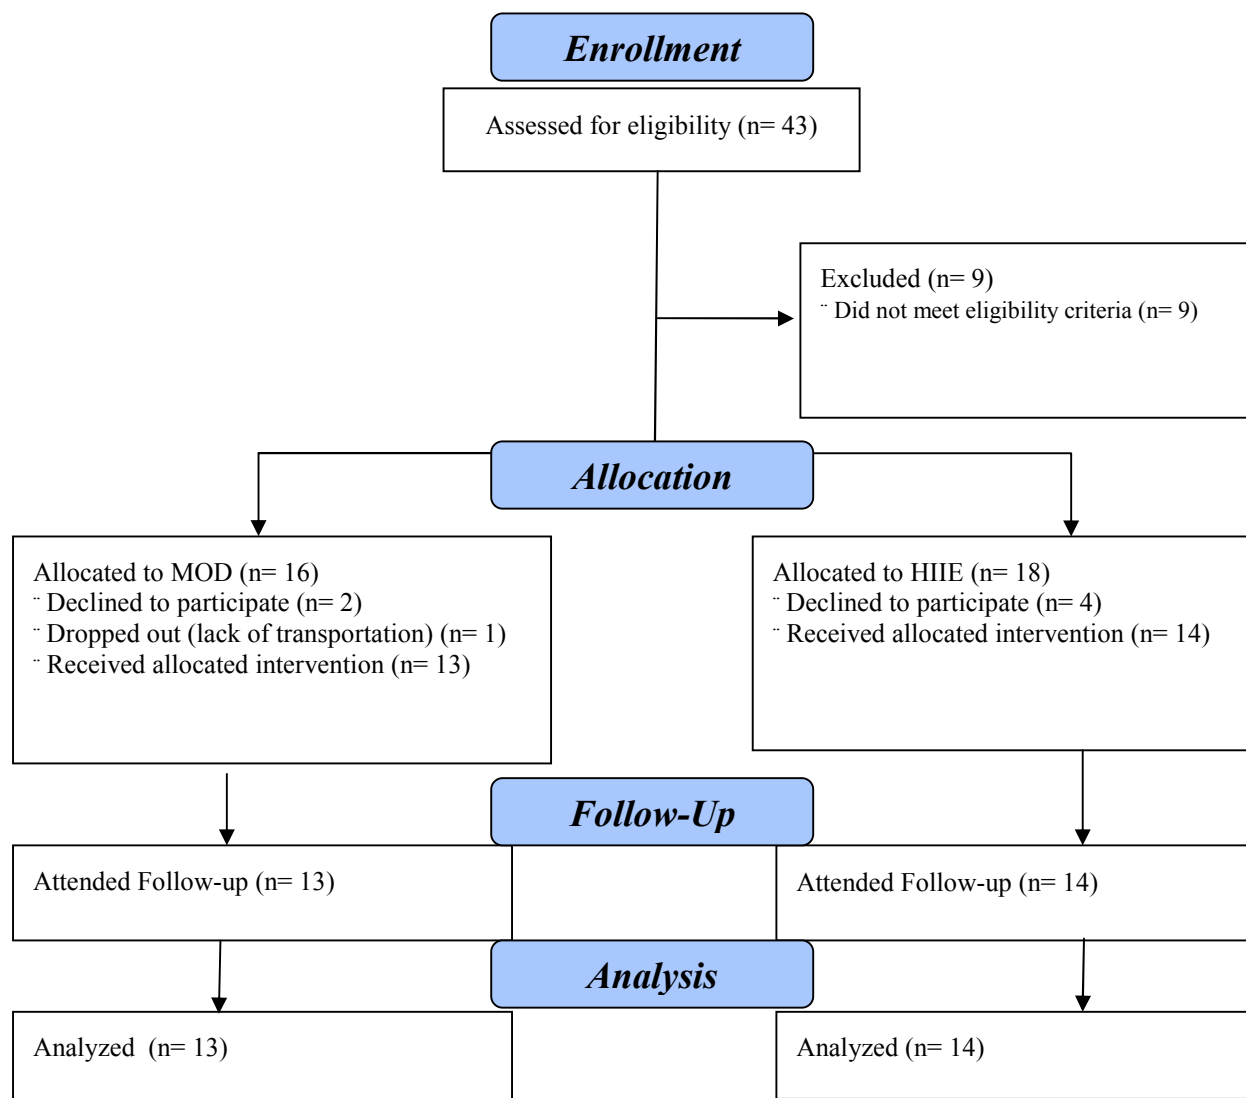 Enrollment
Assessed for eligibility (n= 43)
Excluded (n= 9)
¨ Did not meet eligibility criteria (n= 9)
Allocation
Allocated to MOD (n= 16)
¨ Declined to participate (n= 2)
¨ Dropped out (lack of transportation) (n= 1)
¨ Received allocated intervention (n= 13)
Allocated to HIIE (n= 18)
¨ Declined to participate (n= 4)
¨ Received allocated intervention (n= 14)
Follow-Up
Attended Follow-up (n= 13)
Attended Follow-up (n= 14)
Analysis
Analyzed  (n= 13)
Analyzed (n= 14)